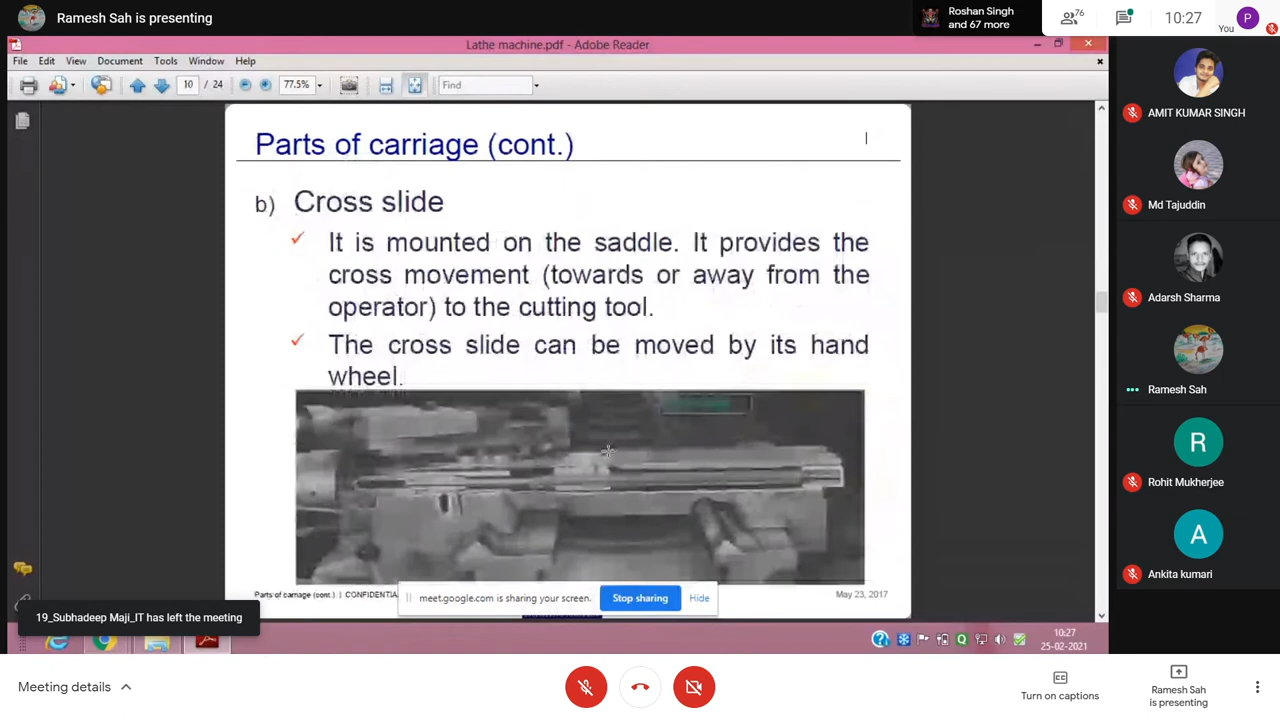 Ramesh Sah is presenting
Roshan Singh
and 67 more
76
10:27
You
P
Lathe machine.pdf - Adobe Reader
File Edit View Document Tools Window Help
10 / 24
77.5%
Find
Parts of carriage (cont.)
b) Cross slide
It is mounted on the saddle. It provides the
cross movement (towards or away from the
operator) to the cutting tool.
The cross slide can be moved by its hand
wheel.
Parts of carriage (cont.) | CONFIDENTIA
May 23, 2017
meet.google.com is sharing your screen.
Stop sharing
Hide
19_Subhadeep Maji_IT has left the meeting
10:27
25-02-2021
AMIT KUMAR SINGH
Md Tajuddin
Adarsh Sharma
Ramesh Sah
R
Rohit Mukherjee
A
Ankita kumari
Meeting details
Turn on captions
Ramesh Sah
is presenting